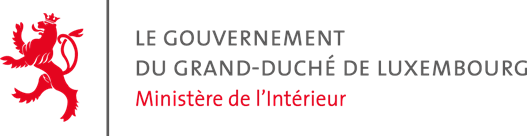 LE GOUVERNEMENT
DU GRAND-DUCHÉ DE LUXEMBOURG
Ministère de l'Intérieur